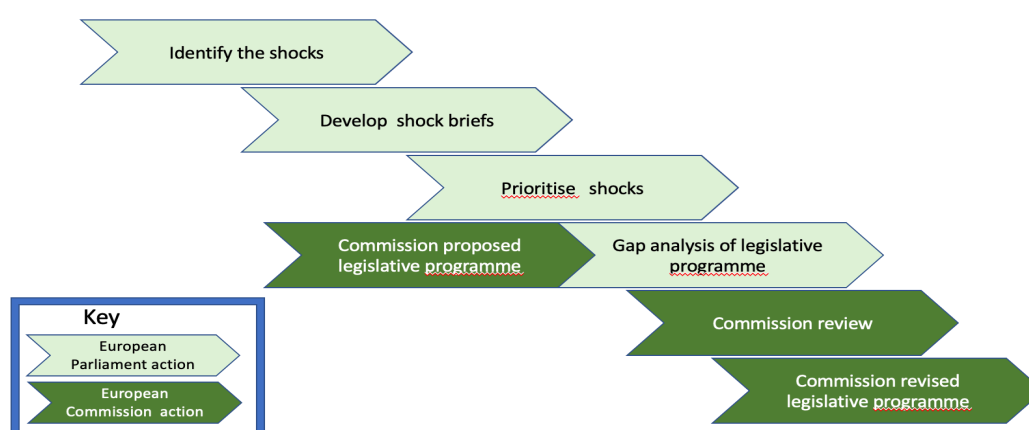 Identify the shocks
Develop shock briefs
Prioritise shocks
Commission proposed
legislative programme
Gap analysis of legislative
programme
Commission review
Commission revised
legislative programme
Key
European
Parliament action
European
Commission action